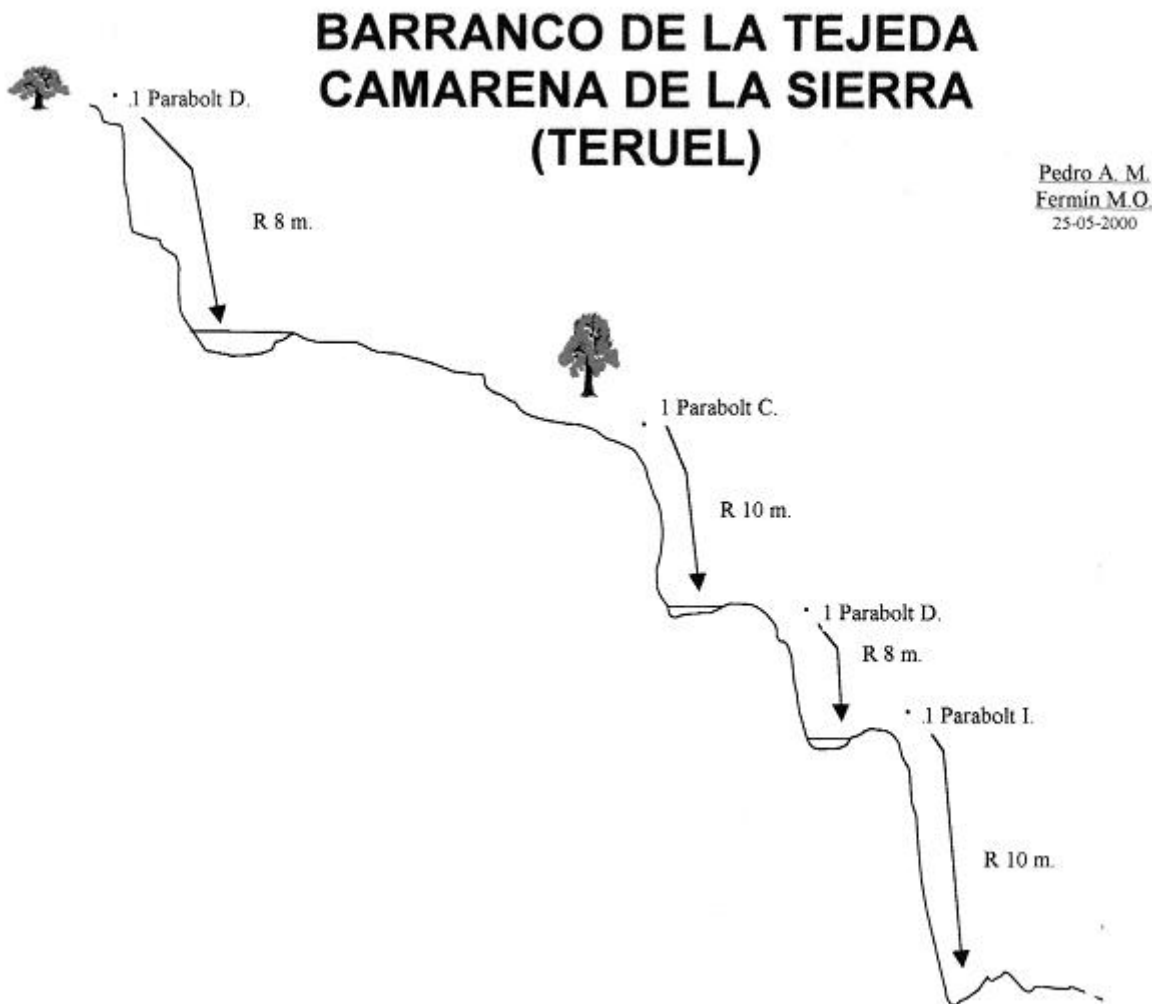 BARRANCO DE LA TEJEDA
CAMARENA DE LA SIERRA
(TERUEL)
.1 Parabolt D.
Pedro A. M.
Fermín M.O.
25-05-2000
R 8 m.
1 Parabolt C.
R 10 m.
.1 Parabolt D.
R 8 m.
.1 Parabolt I.
R 10 m.